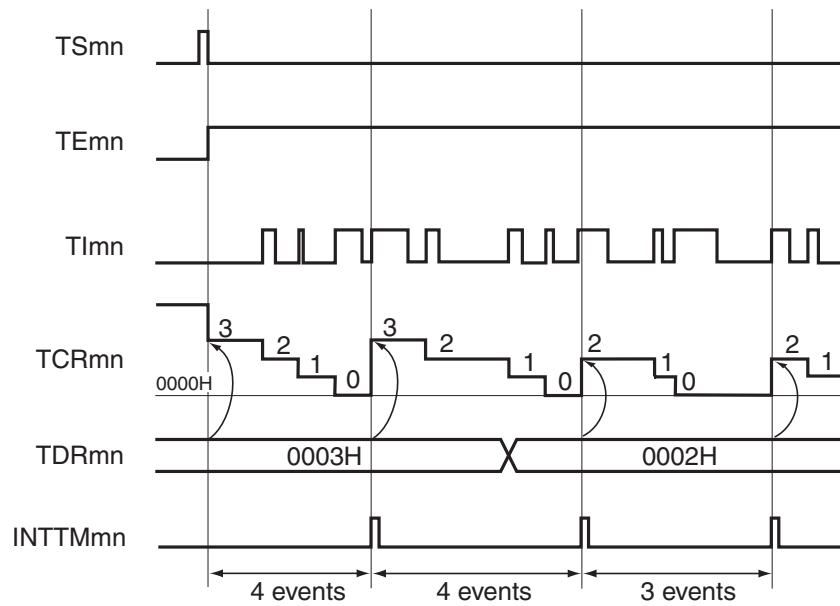 TSmn
TEmn
TImn
TCRmn
3 2 1 0 3 2 1 0 2 1 0 2 1
0000H
TDRmn
0003H 0002H
INTTMmn
4 events 4 events 3 events